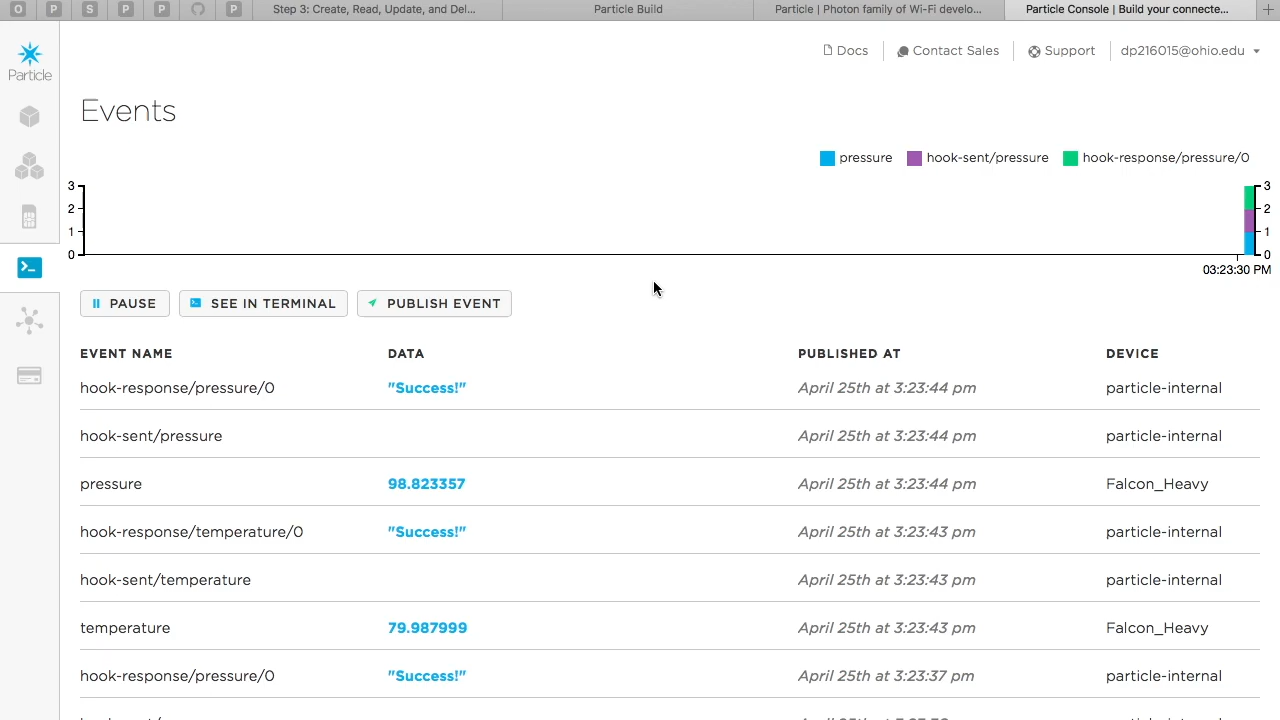 O P S P P P Step 3: Create, Read, Update, and Del... Particle Build Particle | Photon family of Wi-Fi develo... Particle Console | Build your connecte... +
Particle
Docs Contact Sales Support dp216015@ohio.edu
Events
pressure hook-sent/pressure hook-response/pressure/0
3 3
2 2
1 1
0 0
03:23:30 PM
PAUSE SEE IN TERMINAL PUBLISH EVENT
EVENT NAME DATA PUBLISHED AT DEVICE
hook-response/pressure/0 "Success!" April 25th at 3:23:44 pm particle-internal
hook-sent/pressure April 25th at 3:23:44 pm particle-internal
pressure 98.823357 April 25th at 3:23:44 pm Falcon_Heavy
hook-response/temperature/0 "Success!" April 25th at 3:23:43 pm particle-internal
hook-sent/temperature April 25th at 3:23:43 pm particle-internal
temperature 79.987999 April 25th at 3:23:43 pm Falcon_Heavy
hook-response/pressure/0 "Success!" April 25th at 3:23:37 pm particle-internal